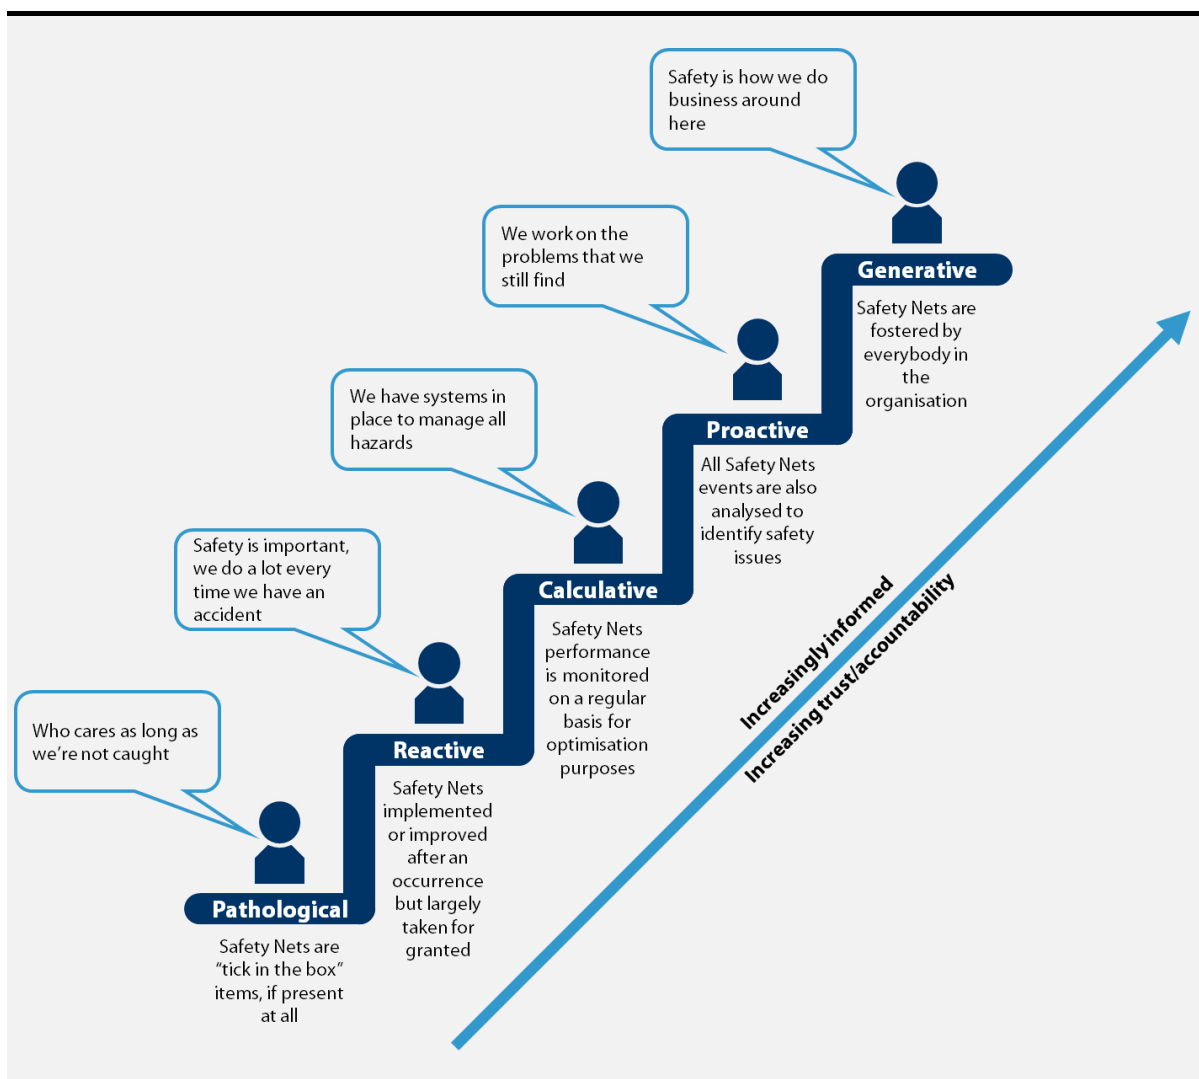 Safety is how we do
business around
here
Generative
Safety Nets are
fostered by
everybody in
the
organisation
We work on the
problems that we
still find
Proactive
All Safety Nets
events are also
analysed to
identify safety
issues
We have systems in
place to manage all
hazards
Calculative
Safety Nets
performance
is monitored
on a regular
basis for
optimisation
purposes
Safety is important,
we do a lot every
time we have an
accident
Reactive
Safety Nets
implemented
or improved
after an
occurrence
but largely
taken for
granted
Who cares as long as
we’re not caught
Pathological
Safety Nets are
“tick in the box”
items, if present
at all
Increasingly informed
Increasing trust/accountability